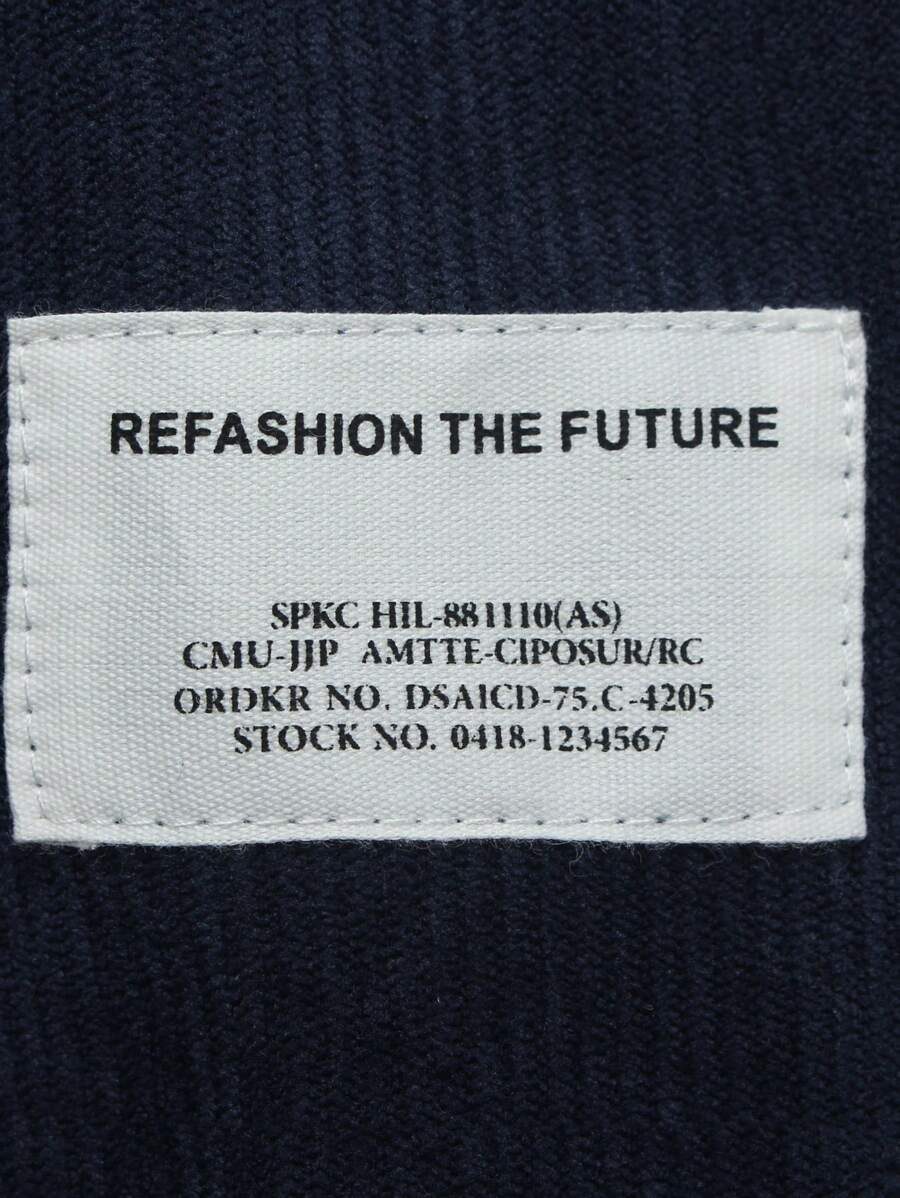 REFASHION THE FUTURE
SPKC HIL-881110(AS)
CMU-JJP AMTTE-CIPOSUR/RC
ORDKR NO. DSAICD-75.C-4205
STOCK NO. 0418-1234567